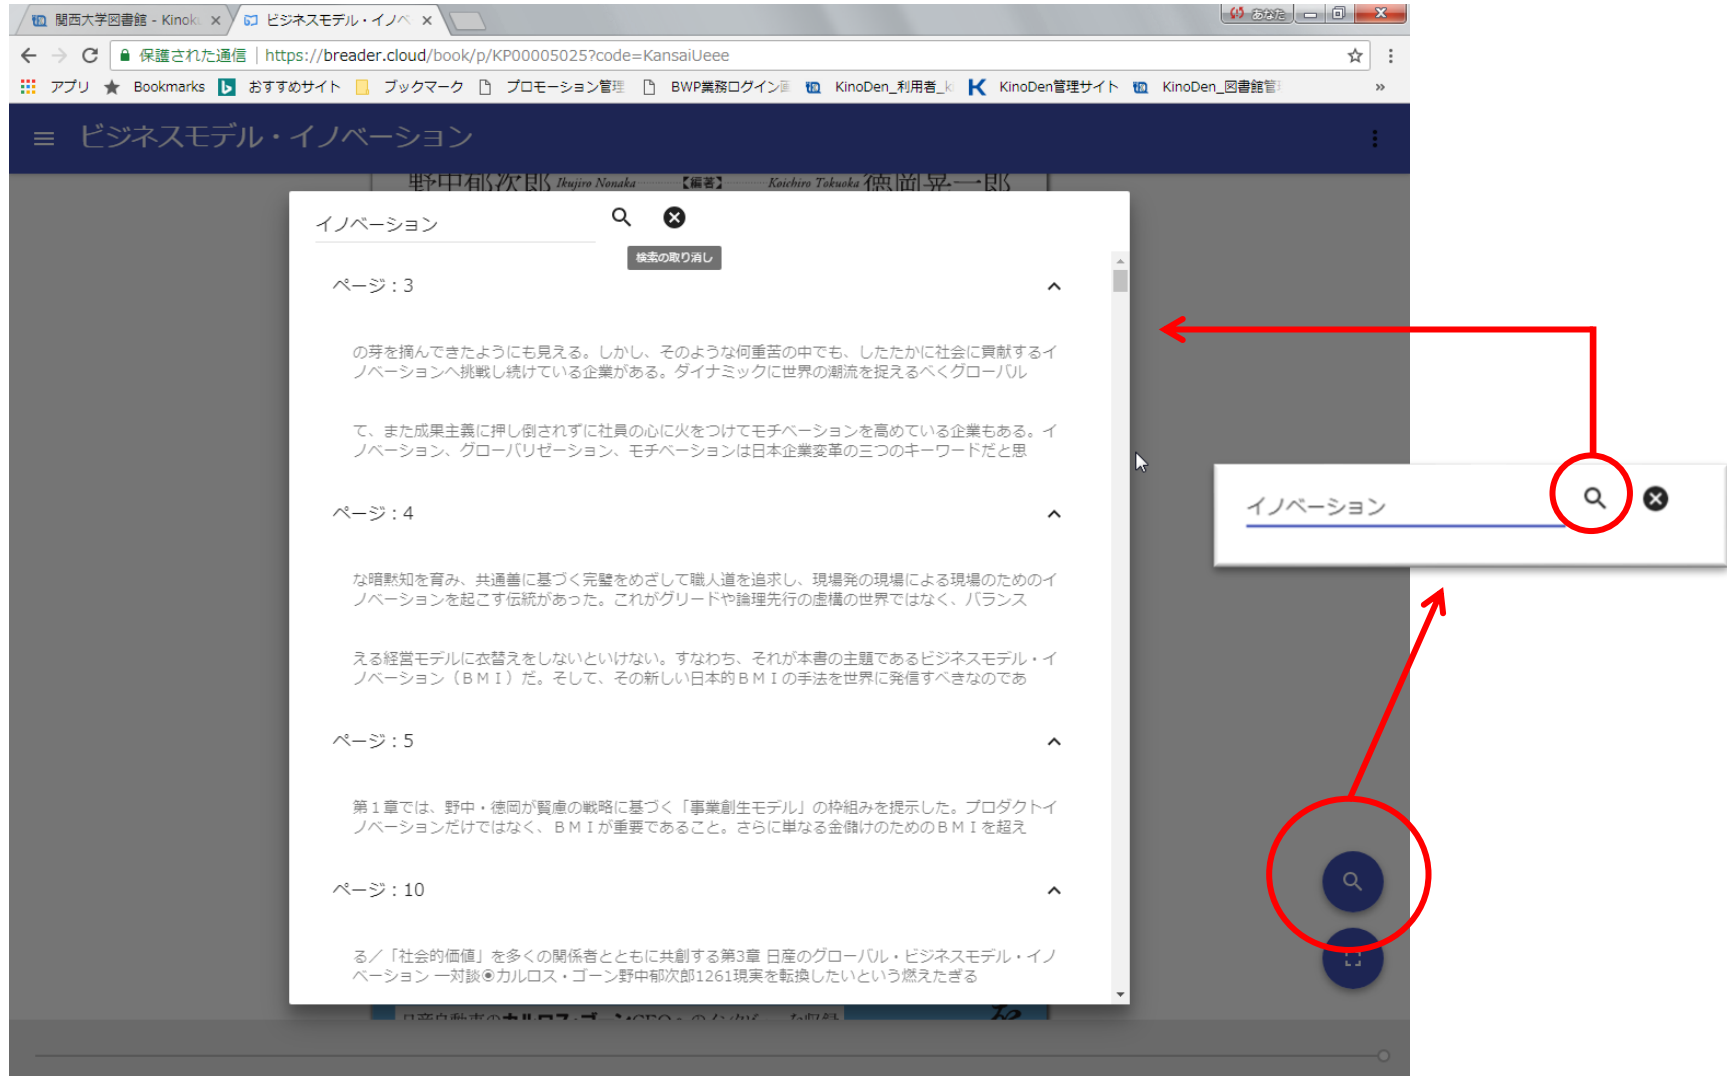 関西大学図書館 - Kinok
ビジネスモデル・イノベ
あなた
保護された通信 | https://breader.cloud/book/p/KP00005025?code=KansaiUeee
アプリ Bookmarks おすすめサイト ブックマーク プロモーション管理 BWP業務ログイン画 KinoDen_利用者_k KinoDen管理サイト KinoDen_図書館管 »
ビジネスモデル・イノベーション
野中郁次郎 Ikujiro Nonaka 【編著】 Koichiro Tokuoka 徳岡晃一郎
イノベーション
検索の取り消し
ページ : 3
の芽を摘んできたようにも見える。しかし、そのような何重苦の中でも、したたかに社会に貢献するイ
ノベーションへ挑戦し続けている企業がある。ダイナミックに世界の潮流を捉えるべくグローバル
て、また成果主義に押し倒されずに社員の心に火をつけてモチベーションを高めている企業もある。イ
ノベーション、グローバリゼーション、モチベーションは日本企業変革の三つのキーワードだと思
ページ : 4
な暗黙知を育み、共通善に基づく完璧をめざして職人道を追求し、現場発の現場による現場のためのイ
ノベーションを起こす伝統があった。これがグリードや論理先行の虚構の世界ではなく、バランス
える経営モデルに衣替えをしないといけない。すなわち、それが本書の主題であるビジネスモデル・イ
ノベーション（ＢＭＩ）だ。そして、その新しい日本的ＢＭＩの手法を世界に発信すべきなのであ
ページ : 5
第１章では、野中・徳岡が賢慮の戦略に基づく「事業創生モデル」の枠組みを提示した。プロダクトイ
ノベーションだけではなく、ＢＭＩが重要であること。さらに単なる金儲けのためのＢＭＩを超え
ページ : 10
る／「社会的価値」を多くの関係者とともに共創する第3章 日産のグローバル・ビジネスモデル・イノ
ベーション ―対談◉カルロス・ゴーン野中郁次郎1261現実を転換したいという燃えたぎる
イノベーション